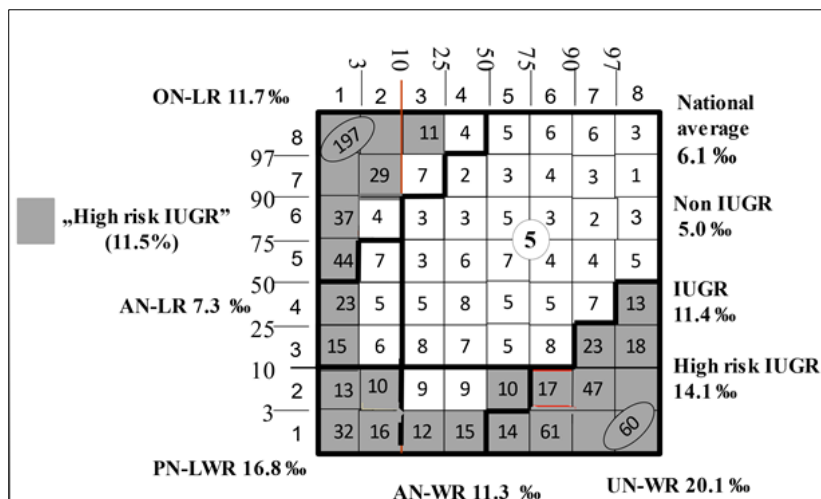 3 10 25 50 75 90 97
ON-LR 11.7‰ 1 2 3 4 5 6 7 8
National
average
6.1 ‰
8 197 11 4 5 6 6 3
97
7 29 7 2 3 4 3 1
90
„High risk IUGR”
(11.5%)
6 37 4 3 3 5 3 2 3
Non IUGR
5.0 ‰
75
5
5 44 7 3 6 7 4 4 5
50
AN-LR 7.3 ‰
4 23 5 5 8 5 5 7 13
IUGR
11.4 ‰
25
3 15 6 8 7 5 8 23 18
10
High risk IUGR
14.1 ‰
2 13 10 9 9 10 17 47
3
1 32 16 12 15 14 61 60
PN-LWR 16.8 ‰
AN-WR 11.3 ‰
UN-WR 20.1 ‰